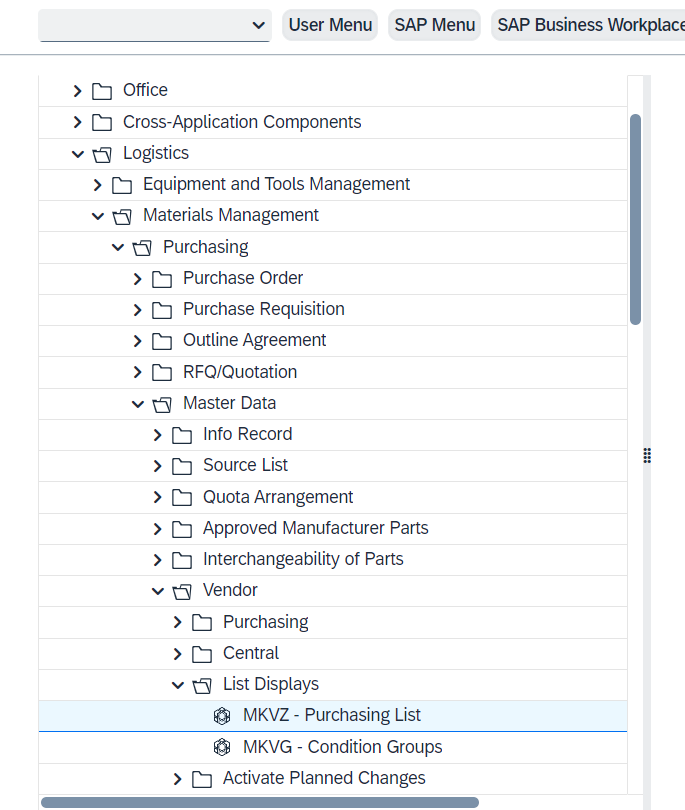 User Menu
SAP Menu
SAP Business Workplace
Office
Cross-Application Components
Logistics
Equipment and Tools Management
Materials Management
Purchasing
Purchase Order
Purchase Requisition
Outline Agreement
RFQ/Quotation
Master Data
Info Record
Source List
Quota Arrangement
Approved Manufacturer Parts
Interchangeability of Parts
Vendor
Purchasing
Central
List Displays
MKVZ - Purchasing List
MKVG - Condition Groups
Activate Planned Changes